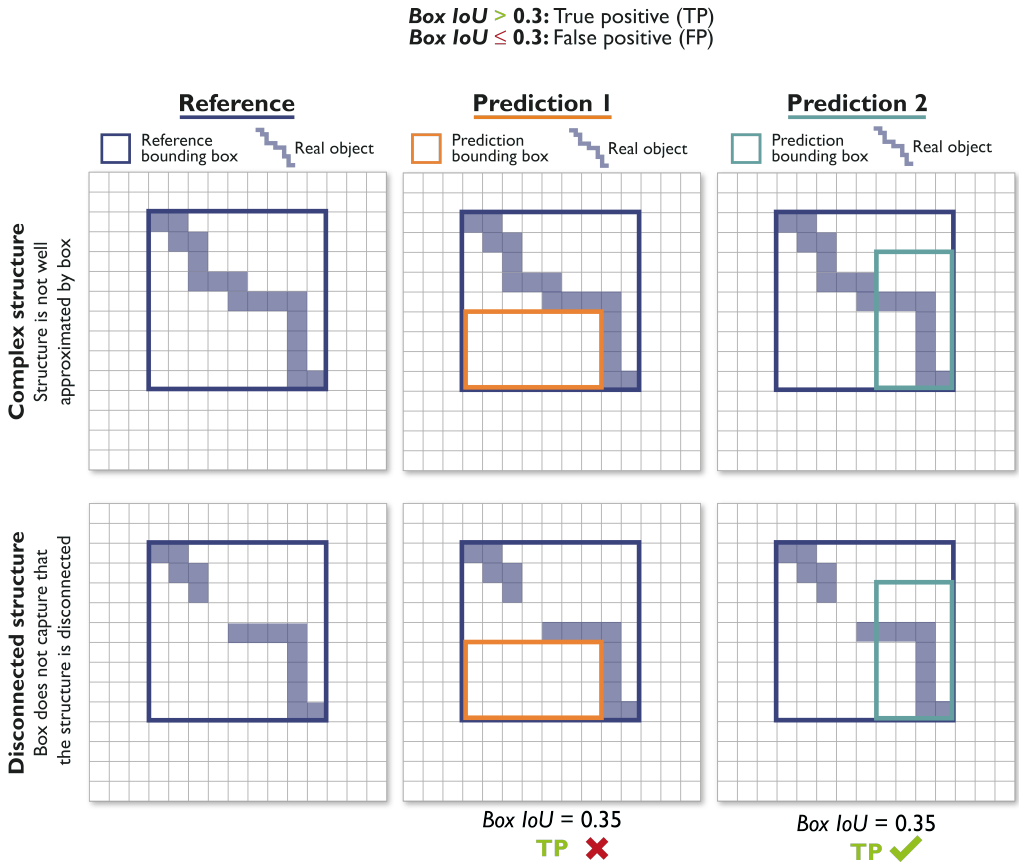 Box IoU > 0.3: True positive (TP)
Box IoU ≤ 0.3: False positive (FP)
Reference
Prediction 1
Prediction 2
Reference
bounding box
Real object
Prediction
bounding box
Real object
Prediction
bounding box
Real object
Complex structure
Structure is not well
approximated by box
Disconnected structure
Box does not capture that
the structure is disconnected
Box IoU = 0.35
TP
Box IoU = 0.35
TP